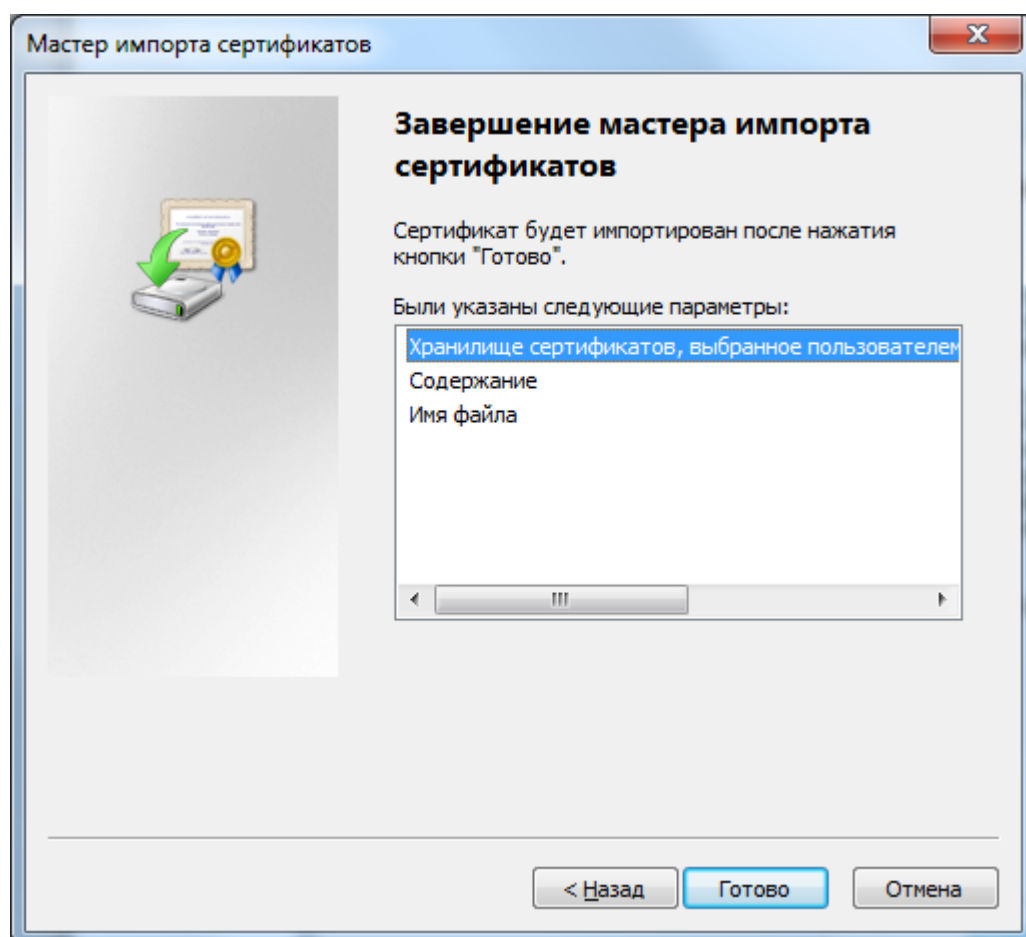 Мастер импорта сертификатов
Завершение мастера импорта
сертификатов
Сертификат будет импортирован после нажатия
кнопки "Готово".
Были указаны следующие параметры:
Хранилище сертификатов, выбранное пользователем
Содержание
Имя файла
< Назад
Готово
Отмена